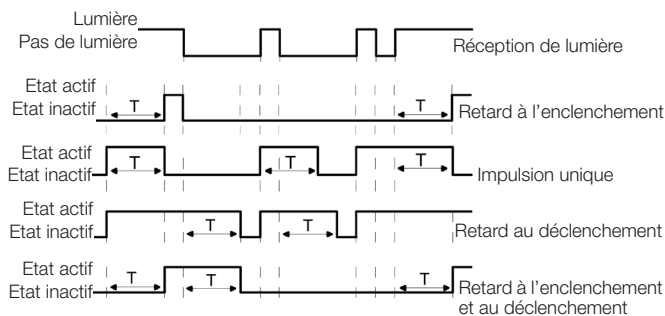 Lumière
Pas de lumière
Réception de lumière
Etat actif
Etat inactif
T
T
Retard à l'enclenchement
Etat actif
Etat inactif
T
T
T
Impulsion unique
Etat actif
Etat inactif
T
T
Retard au déclenchement
Etat actif
Etat inactif
T
T
T
Retard à l'enclenchement
et au déclenchement